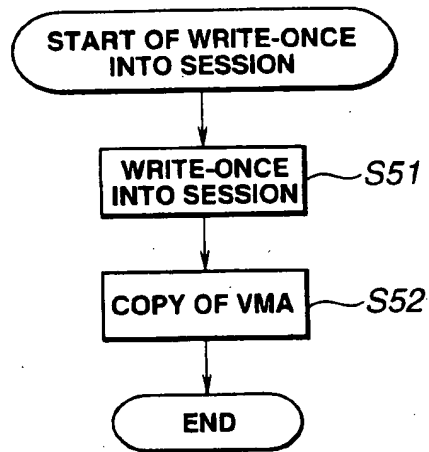 START OF WRITE-ONCE
INTO SESSION
WRITE-ONCE
INTO SESSION
S51
COPY OF VMA
S52
END